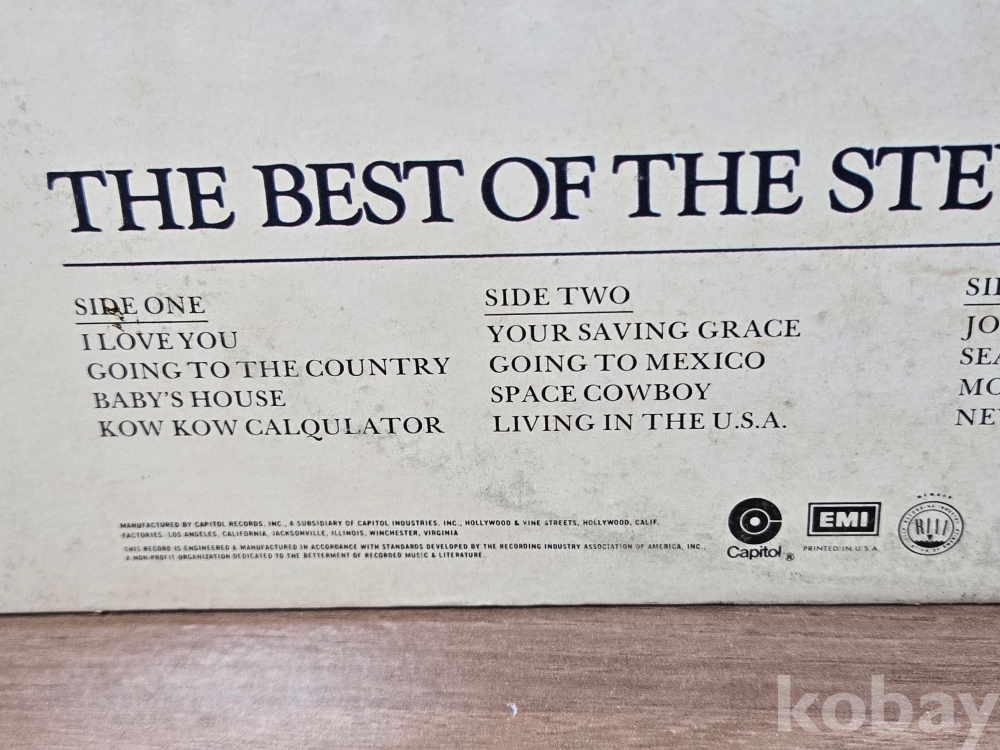 THE BEST OF THE STE
SIDE ONE
I LOVE YOU
GOING TO THE COUNTRY
BABY'S HOUSE
KOW KOW CALQULATOR
SIDE TWO
YOUR SAVING GRACE
GOING TO MEXICO
SPACE COWBOY
LIVING IN THE U.S.A.
SI
JO
SEA
MO
NE
MANUFACTURED BY CAPITOL RECORDS, INC., A SUBSIDIARY OF CAPITOL INDUSTRIES, INC., HOLLYWOOD & VINE STREETS, HOLLYWOOD, CALIF.
FACTORIES: LOS ANGELES, CALIFORNIA, JACKSONVILLE, ILLINOIS, WINCHESTER, VIRGINIA
THIS RECORD IS ENGINEERED & MANUFACTURED IN ACCORDANCE WITH STANDARDS DEVELOPED BY THE RECORDING INDUSTRY ASSOCIATION OF AMERICA, INC.,
A NON-PROFIT ORGANIZATION DEDICATED TO THE BETTERMENT OF RECORDED MUSIC & LITERATURE.
Capitol®
EMI
PRINTED IN U.S.A.
MEMBER
kobay